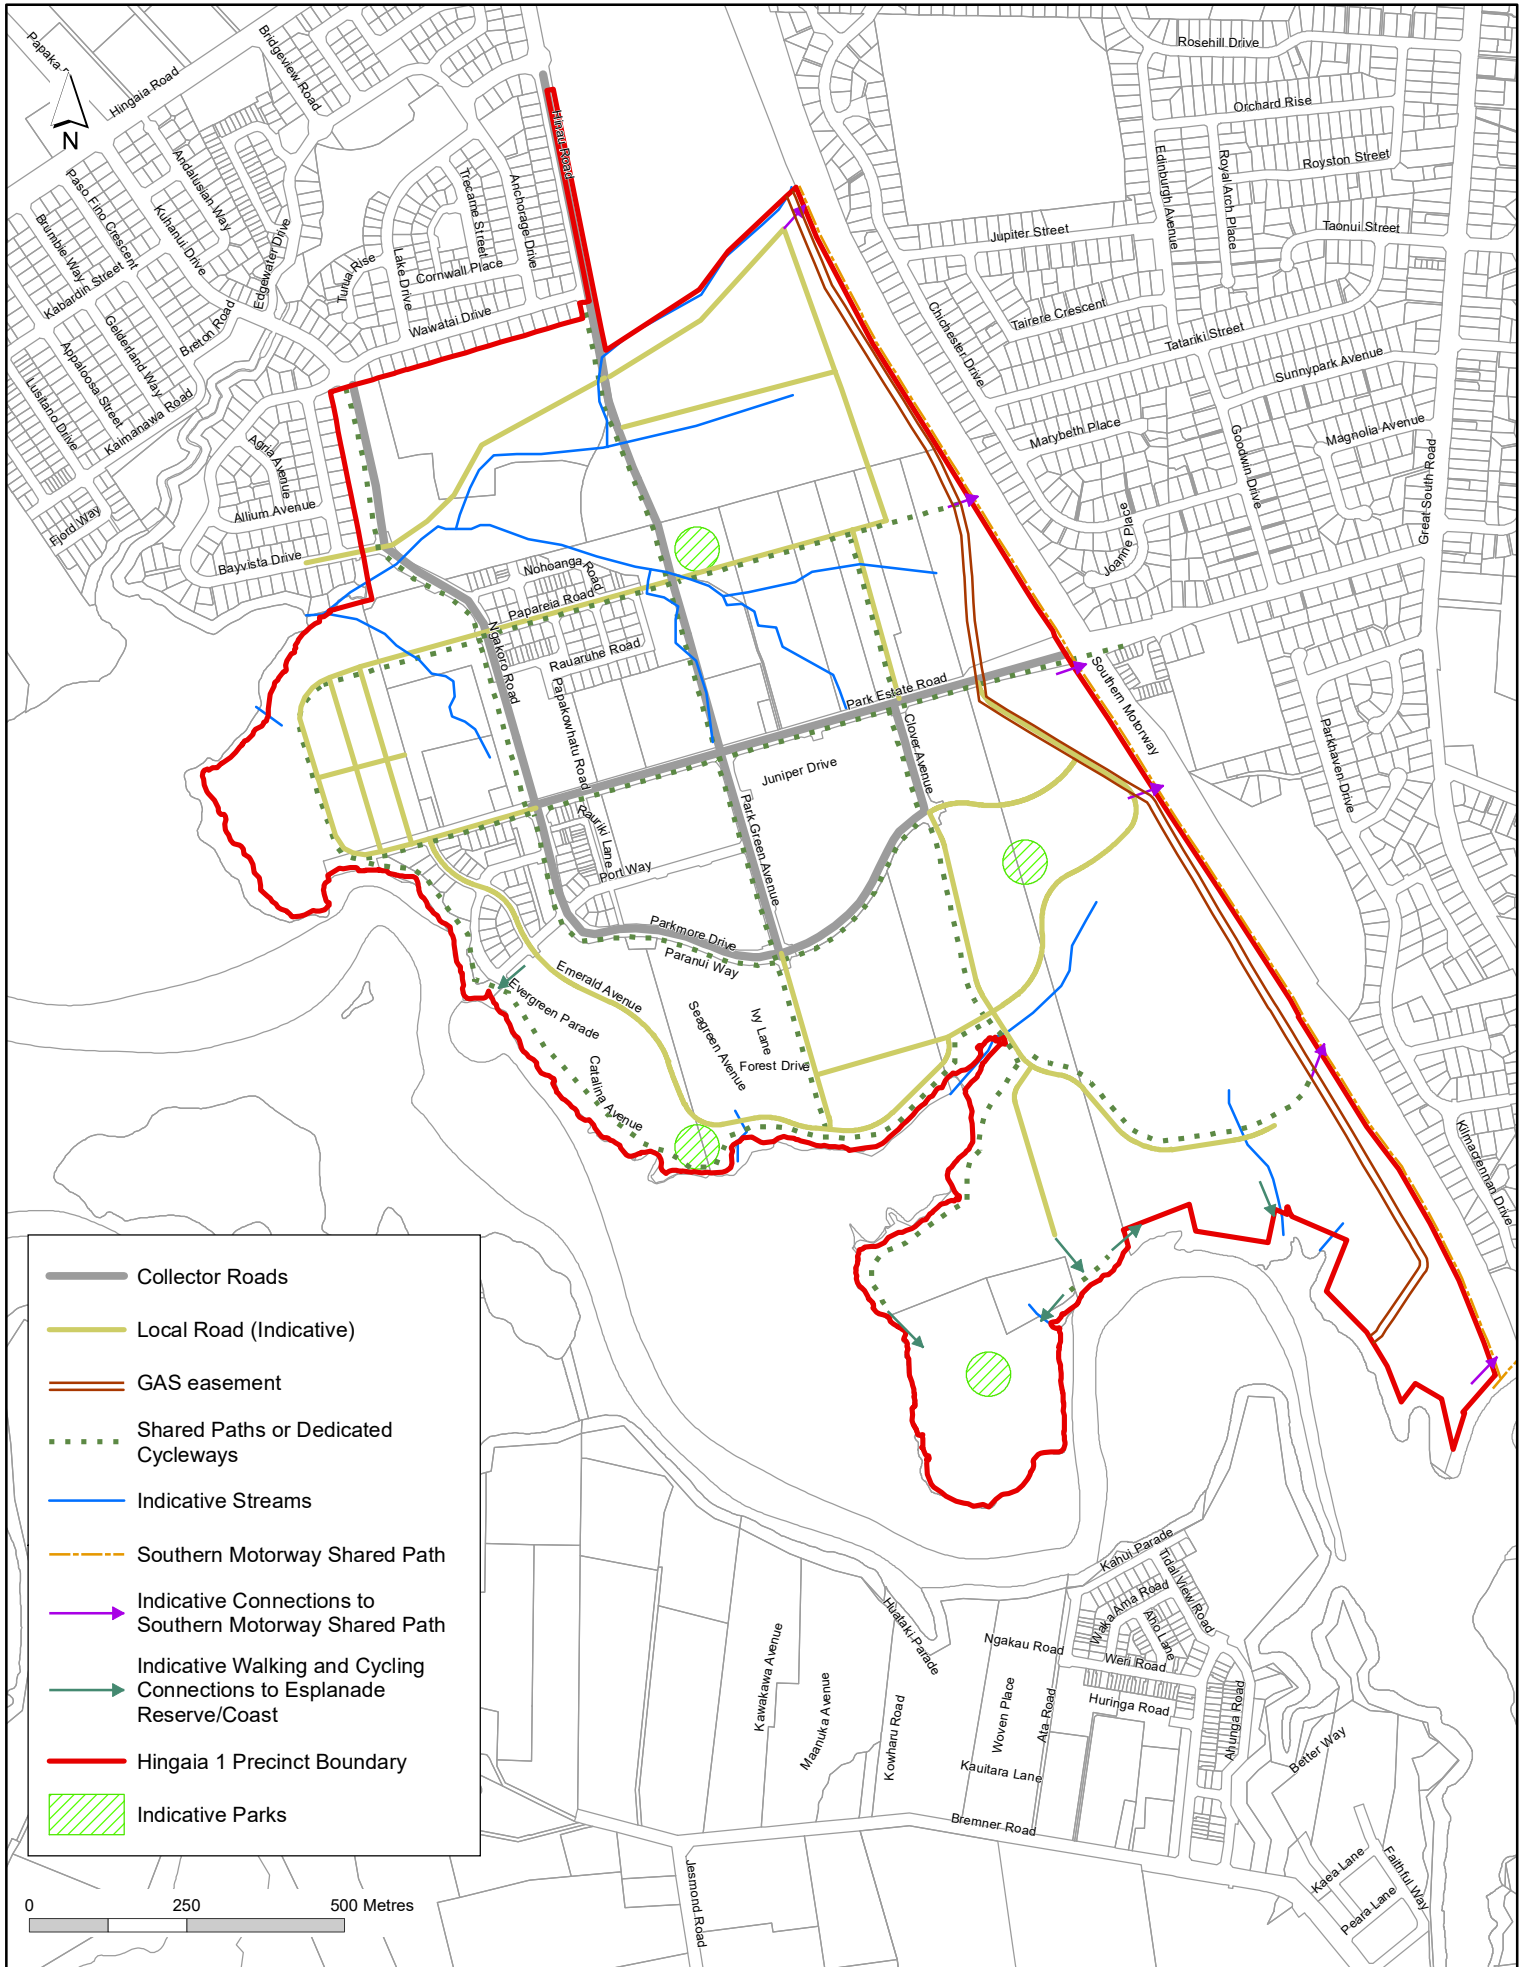 Papaka
Hingaia Road
Bridgeview Road
Rosehill Drive
Orchard Rise
N
Hinau Road
Andalusian Way
Paso Fino Crescent
Kuhanui Drive
Brumbie Way
Kabardin Street
Edgewater Drive
Trecarne Street
Anchorage Drive
Edinburgh Avenue
Royal Arch Place
Royston Street
Taonui Street
Jupiter Street
Turua Rise
Lake Drive
Cornwall Place
Wawatai Drive
Gelderland Way
Breton Road
Appaloosa Street
Lusitano Drive
Kaimanawa Road
Chichester Drive
Tairere Crescent
Tatariki Street
Sunnypark Avenue
Marybeth Place
Goodwin Drive
Magnolia Avenue
Great South Road
Agria Avenue
Allium Avenue
Fjord Way
Bayvista Drive
Joanne Place
Nohoanga Road
Papareia Road
Rauaruhe Road
Ngakoro Road
Papakowhatu Road
Park Estate Road
Clover Avenue
Southern Motorway
Parkhaven Drive
Juniper Drive
Rauriki Lane
Port Way
Park Green Avenue
Parkmore Drive
Paranui Way
Emerald Avenue
Evergreen Parade
Seagreen Avenue
Ivy Lane
Forest Drive
Catalina Avenue
Kilmacrennan Drive
Collector Roads
Local Road (Indicative)
GAS easement
Shared Paths or Dedicated
Cycleways
Indicative Streams
Southern Motorway Shared Path
Indicative Connections to
Southern Motorway Shared Path
Indicative Walking and Cycling
Connections to Esplanade
Reserve/Coast
Hingaia 1 Precinct Boundary
Indicative Parks
Kahui Parade
Tidal View Road
Waka Ama Road
Aho Lane
Huataki Parade
Ngakau Road
Weri Road
Huringa Road
Ahunga Road
Kawakawa Avenue
Maanuka Avenue
Kowharu Road
Woven Place
Ata Road
Kauitara Lane
Better Way
Bremner Road
Jesmond Road
Kaea Lane
Faithful Way
Peara Lane
0 250 500 Metres